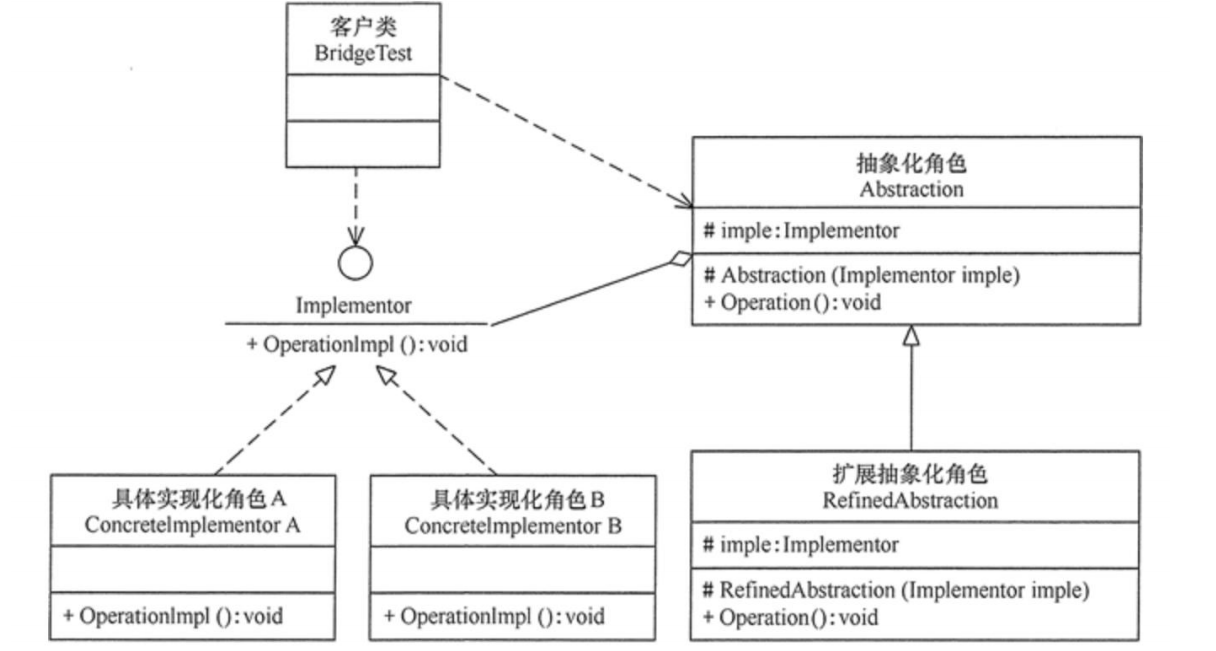 客户类
BridgeTest
抽象化角色
Abstraction
# imple:Implementor
# Abstraction (Implementor imple)
+ Operation():void
Implementor
+ OperationImpl ():void
具体实现化角色A
ConcreteImplementor A
+ OperationImpl ():void
具体实现化角色B
ConcreteImplementor B
+ OperationImpl ():void
扩展抽象化角色
RefinedAbstraction
# imple:Implementor
# RefinedAbstraction (Implementor imple)
+ Operation():void